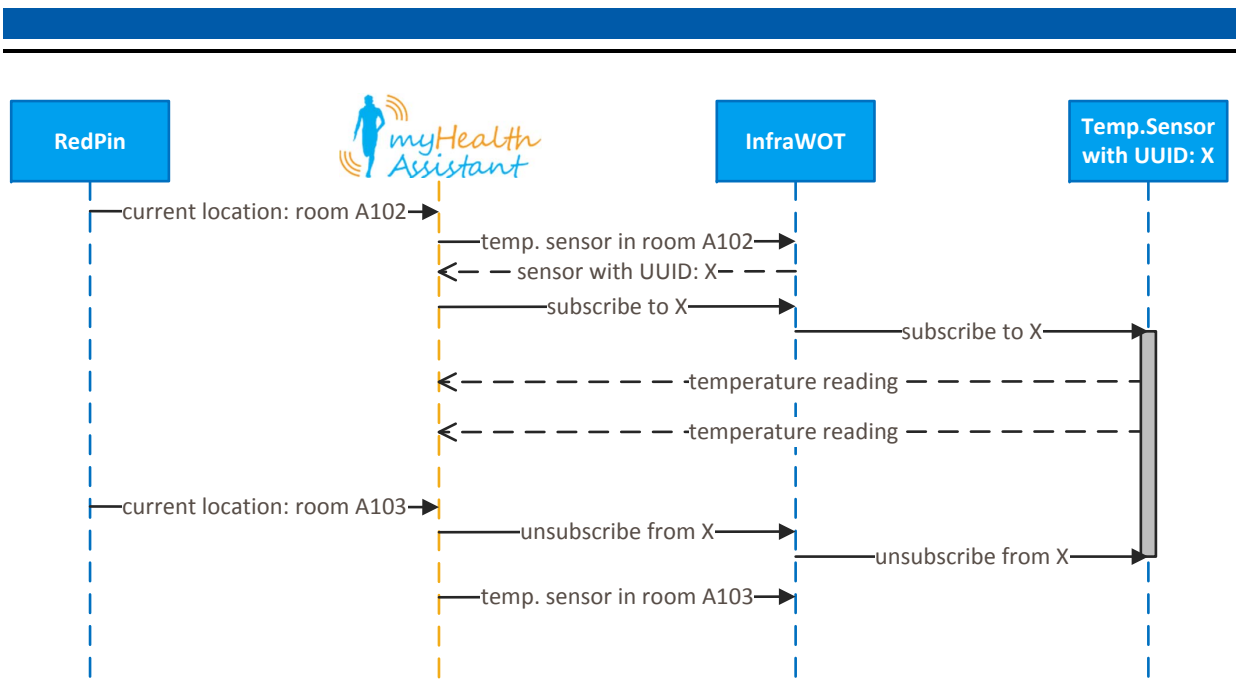 RedPin
myHealth
Assistant
InfraWOT
Temp.Sensor
with UUID: X
current location: room A102
temp. sensor in room A102
sensor with UUID: X
subscribe to X
subscribe to X
temperature reading
temperature reading
current location: room A103
unsubscribe from X
unsubscribe from X
temp. sensor in room A103